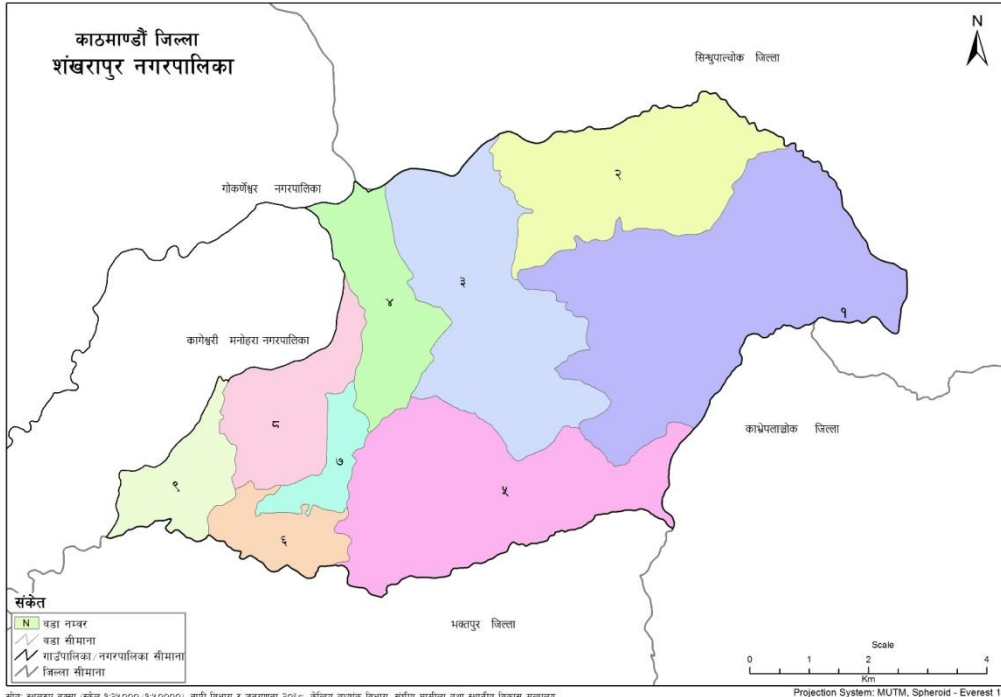 काठमाण्डौं जिल्ला
शंखरापुर नगरपालिका
N
सिन्धुपाल्चोक जिल्ला
गोकर्णेश्वर नगरपालिका
२
३
४
१
कागेश्वरी मनोहरा नगरपालिका
काभ्रेपलाञ्चोक जिल्ला
८
७
५
९
६
भक्तपुर जिल्ला
संकेत
N वडा नम्वर
वडा सीमाना
गाउँपालिका/नगरपालिका सीमाना
जिल्ला सीमाना
Scale
0 1 2 4
Km
Projection System: MUTM, Spheroid - Everest 1